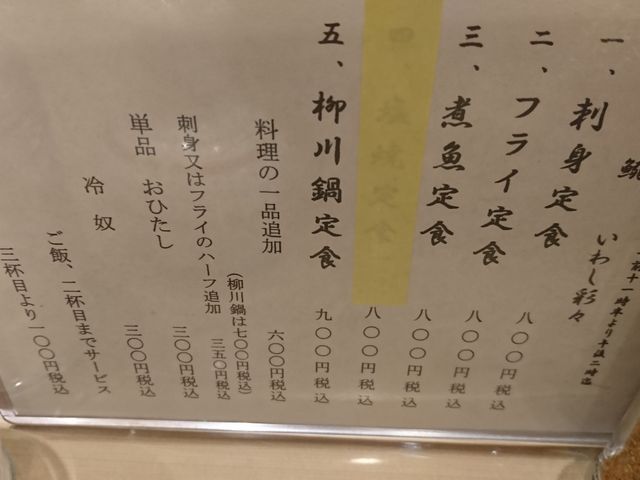 いわし彩々
一、刺身定食 八〇〇円税込
二、フライ定食 八〇〇円税込
三、煮魚定食 八〇〇円税込
四、塩焼定食 八〇〇円税込
五、柳川鍋定食 九〇〇円税込
料理の一品追加 六〇〇円税込
(柳川鍋は七〇〇円税込)
刺身又はフライのハーフ追加 三五〇円税込
単品 おひたし 三〇〇円税込
冷奴 三〇〇円税込
ご飯、二杯目までサービス
三杯目より一〇〇円税込